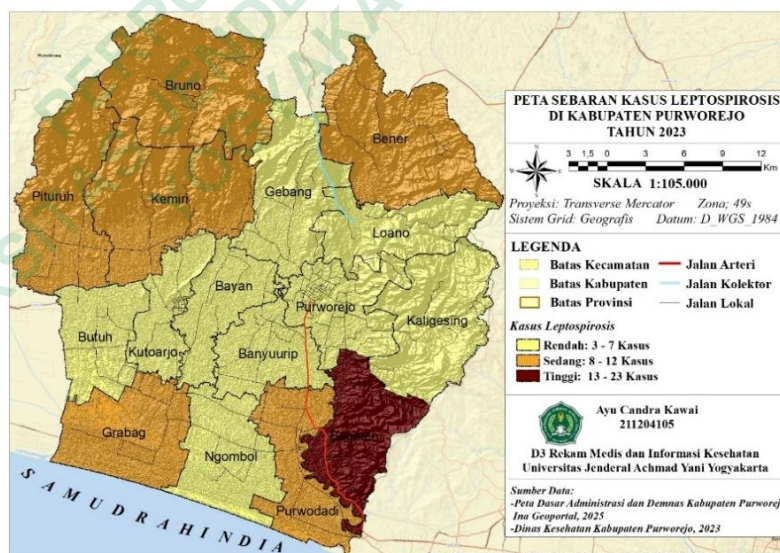 PETA SEBARAN KASUS LEPTOSPIROSIS
DI KABUPATEN PURWOREJO
TAHUN 2023
3 1,5 0 3 6 9 12
Km
SKALA 1:105.000
Proyeksi: Transverse Mercator Zona; 49s
Sistem Grid: Geografis Datum: D_WGS_1984
LEGENDA
Batas Kecamatan Jalan Arteri
Batas Kabupaten Jalan Kolektor
Batas Provinsi Jalan Lokal
Kasus Leptospirosis
Rendah: 3 - 7 Kasus
Sedang: 8 - 12 Kasus
Tinggi: 13 - 23 Kasus
Ayu Candra Kawai
211204105
D3 Rekam Medis dan Informasi Kesehatan
Universitas Jenderal Achmad Yani Yogyakarta
Sumber Data:
-Peta Dasar Administrasi dan Demnas Kabupaten Purworej
Ina Geoportal, 2025
-Dinas Kesehatan Kabupaten Purworejo, 2023
Bruno
Bener
Pituruh
Kemiri
Gebang
Loano
Bayan
Purworejo
Kaligesing
Butuh
Kutoarjo
Banyuurip
Grabag
Ngombol
Purwodadi
SAMUDRAHINDIA